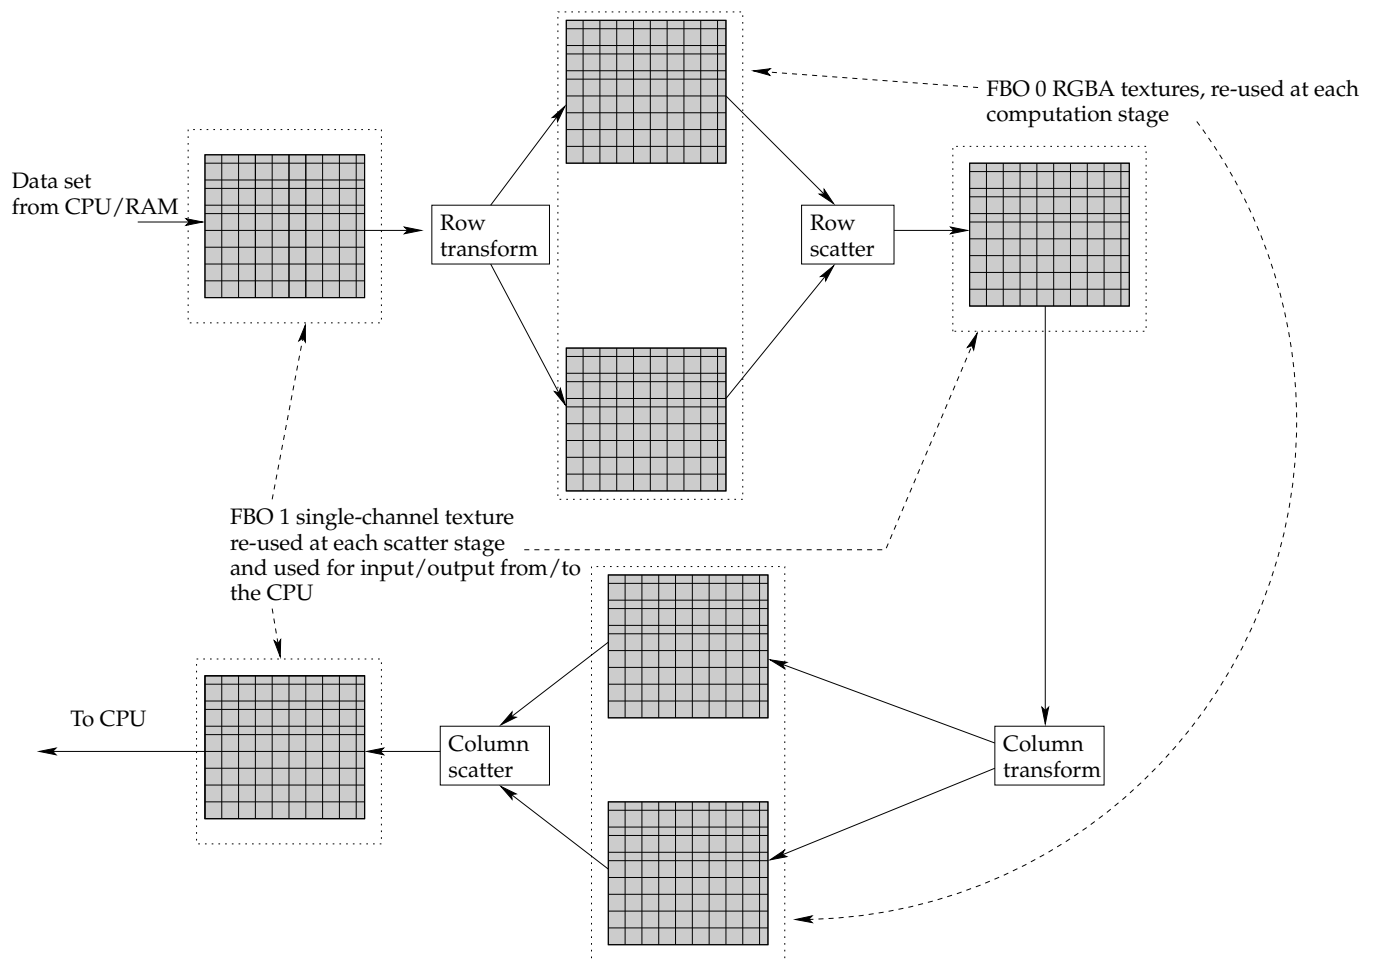 FBO 0 RGBA textures, re-used at each
computation stage
Data set
from CPU/RAM
Row
transform
Row
scatter
FBO 1 single-channel texture
re-used at each scatter stage
and used for input/output from/to
the CPU
To CPU
Column
scatter
Column
transform